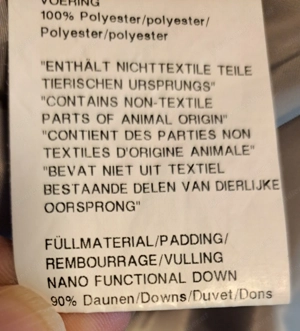 VOERING
100% Polyester/polyester/
Polyester/polyester
"ENTHÄLT NICHTTEXTILE TEILE
TIERISCHEN URSPRUNGS"
"CONTAINS NON-TEXTILE
PARTS OF ANIMAL ORIGIN"
"CONTIENT DES PARTIES NON
TEXTILES D'ORIGINE ANIMALE"
"BEVAT NIET UIT TEXTIEL
BESTAANDE DELEN VAN DIERLIJKE
OORSPRONG"
FÜLLMATERIAL/PADDING/
REMBOURRAGE/VULLING
NANO FUNCTIONAL DOWN
90% Daunen/Downs/Duvet/Dons